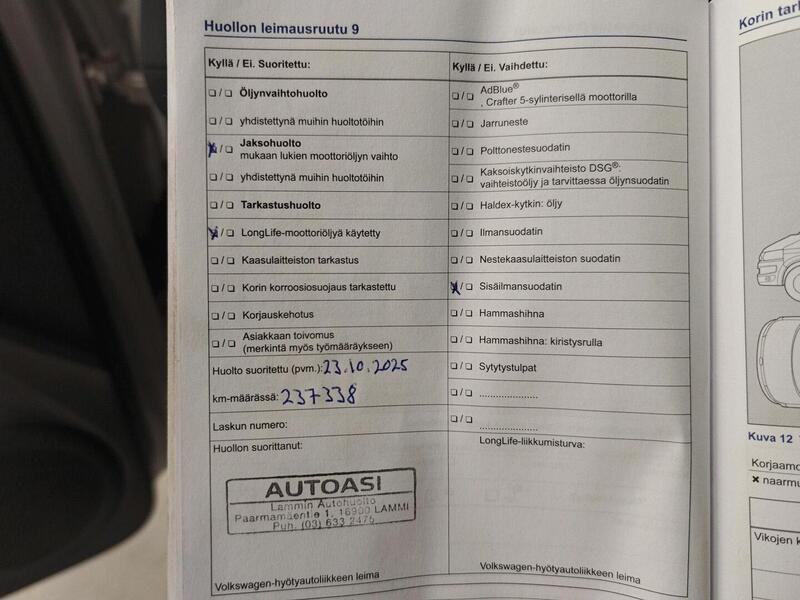 Huollon leimausruutu 9
Kyllä / Ei. Suoritettu:
❏ / ❏ Öljynvaihtohuolto
❏ / ❏ yhdistettynä muihin huoltotöihin
❏ / ❏ Jaksohuolto
mukaan lukien moottoriöljyn vaihto
❏ / ❏ yhdistettynä muihin huoltotöihin
❏ / ❏ Tarkastushuolto
❏ / ❏ LongLife-moottoriöljyä käytetty
❏ / ❏ Kaasulaitteiston tarkastus
❏ / ❏ Korin korroosiosuojaus tarkastettu
❏ / ❏ Korjauskehotus
❏ / ❏ Asiakkaan toivomus
(merkintä myös työmääräykseen)
Huolto suoritettu (pvm.): 23.10.2025
km-määrässä: 237338
Laskun numero:
Huollon suorittanut:
AUTOASI
Lammin Autohuolto
Paarmamäentie 1, 16900 LAMMI
Puh. (03) 633 2475
Volkswagen-hyötyautoliikkeen leima
Kyllä / Ei. Vaihdettu:
❏ / ❏ AdBlue®
, Crafter 5-sylinterisellä moottorilla
❏ / ❏ Jarruneste
❏ / ❏ Polttonestesuodatin
❏ / ❏ Kaksoiskytkinvaihteisto DSG®:
vaihteistoöljy ja tarvittaessa öljynsuodatin
❏ / ❏ Haldex-kytkin: öljy
❏ / ❏ Ilmansuodatin
❏ / ❏ Nestekaasulaitteiston suodatin
❏ / ❏ Sisäilmansuodatin
❏ / ❏ Hammashihna
❏ / ❏ Hammashihna: kiristysrulla
❏ / ❏ Sytytystulpat
❏ / ❏ .....................
❏ / ❏ .....................
LongLife-liikkumisturva:
Volkswagen-hyötyautoliikkeen leima
Korin
Kuva 12
✖
Vikojen